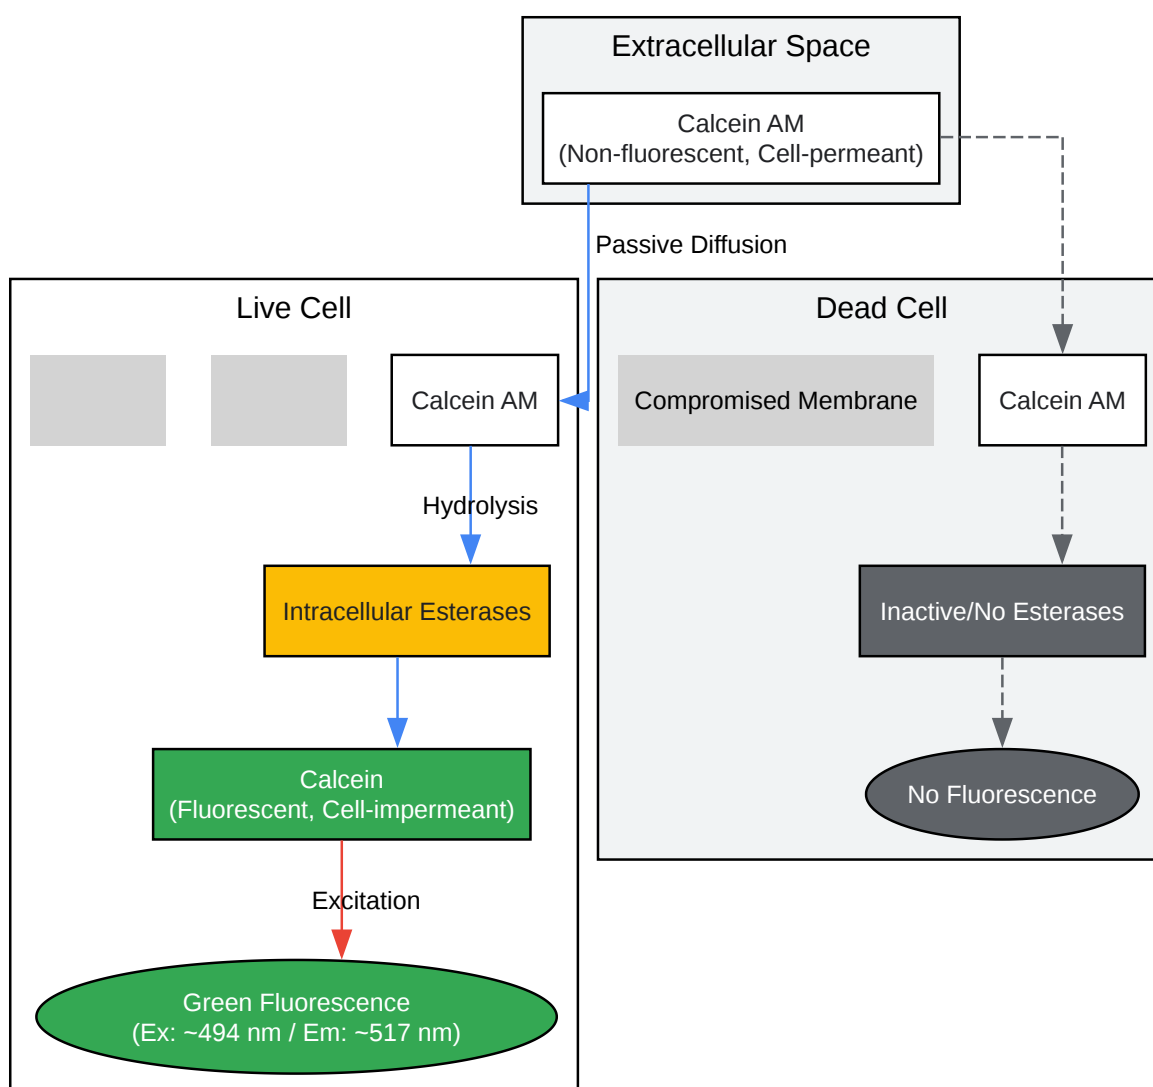 Extracellular Space
Calcein AM
(Non-fluorescent, Cell-permeant)
Passive Diffusion
Live Cell
Calcein AM
Hydrolysis
Intracellular Esterases
Calcein
(Fluorescent, Cell-impermeant)
Excitation
Green Fluorescence
(Ex: ~494 nm / Em: ~517 nm)
Dead Cell
Compromised Membrane
Calcein AM
Inactive/No Esterases
No Fluorescence